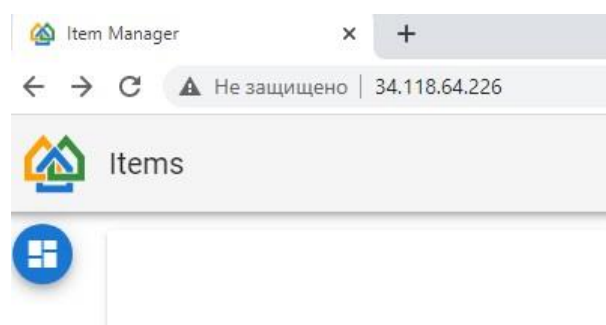 Item Manager
Не защищено | 34.118.64.226
Items